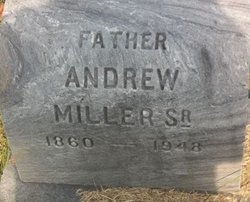 FATHER
ANDREW
MILLER SR
1860 — 1948